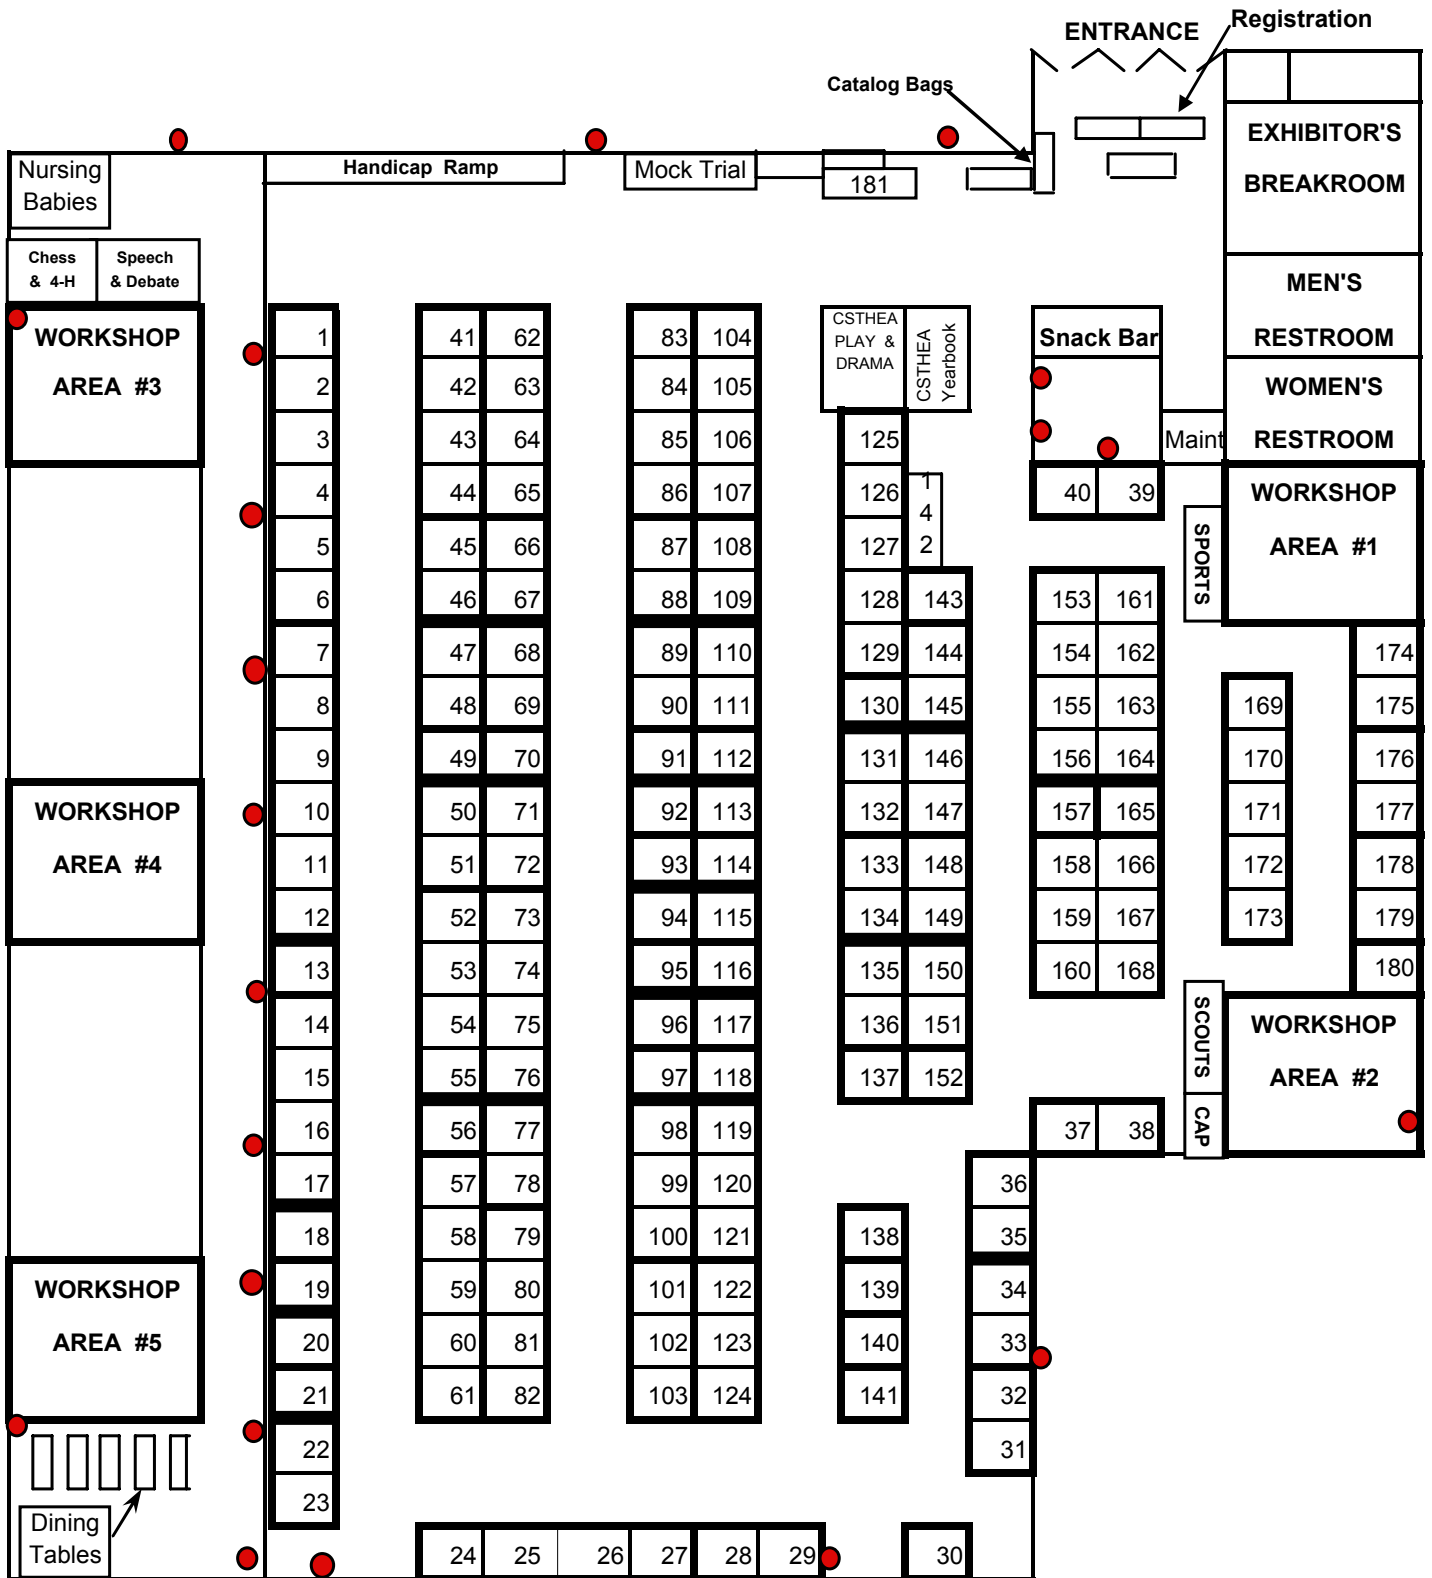 Registration
ENTRANCE
Catalog Bags
EXHIBITOR'S
BREAKROOM
Handicap Ramp
Mock Trial
181
Nursing
Babies
Chess
& 4-H
Speech
& Debate
MEN'S
RESTROOM
WOMEN'S
RESTROOM
Snack Bar
Maint
CSTHEA
PLAY &
DRAMA
CSTHEA
Yearbook
WORKSHOP
AREA #3
WORKSHOP
AREA #4
WORKSHOP
AREA #5
Dining
Tables
1
2
3
4
5
6
7
8
9
10
11
12
13
14
15
16
17
18
19
20
21
22
23
41 62
42 63
43 64
44 65
45 66
46 67
47 68
48 69
49 70
50 71
51 72
52 73
53 74
54 75
55 76
56 77
57 78
58 79
59 80
60 81
61 82
83 104
84 105
85 106
86 107
87 108
88 109
89 110
90 111
91 112
92 113
93 114
94 115
95 116
96 117
97 118
98 119
99 120
100 121
101 122
102 123
103 124
125
126
127
142
128 143
129 144
130 145
131 146
132 147
133 148
134 149
135 150
136 151
137 152
138
139
140
141
40 39
153 161
154 162
155 163
156 164
157 165
158 166
159 167
160 168
37 38
36
35
34
33
32
31
24 25 26 27 28 29 30
SPORTS
WORKSHOP
AREA #1
169
170
171
172
173
174
175
176
177
178
179
180
SCOUTS
CAP
WORKSHOP
AREA #2